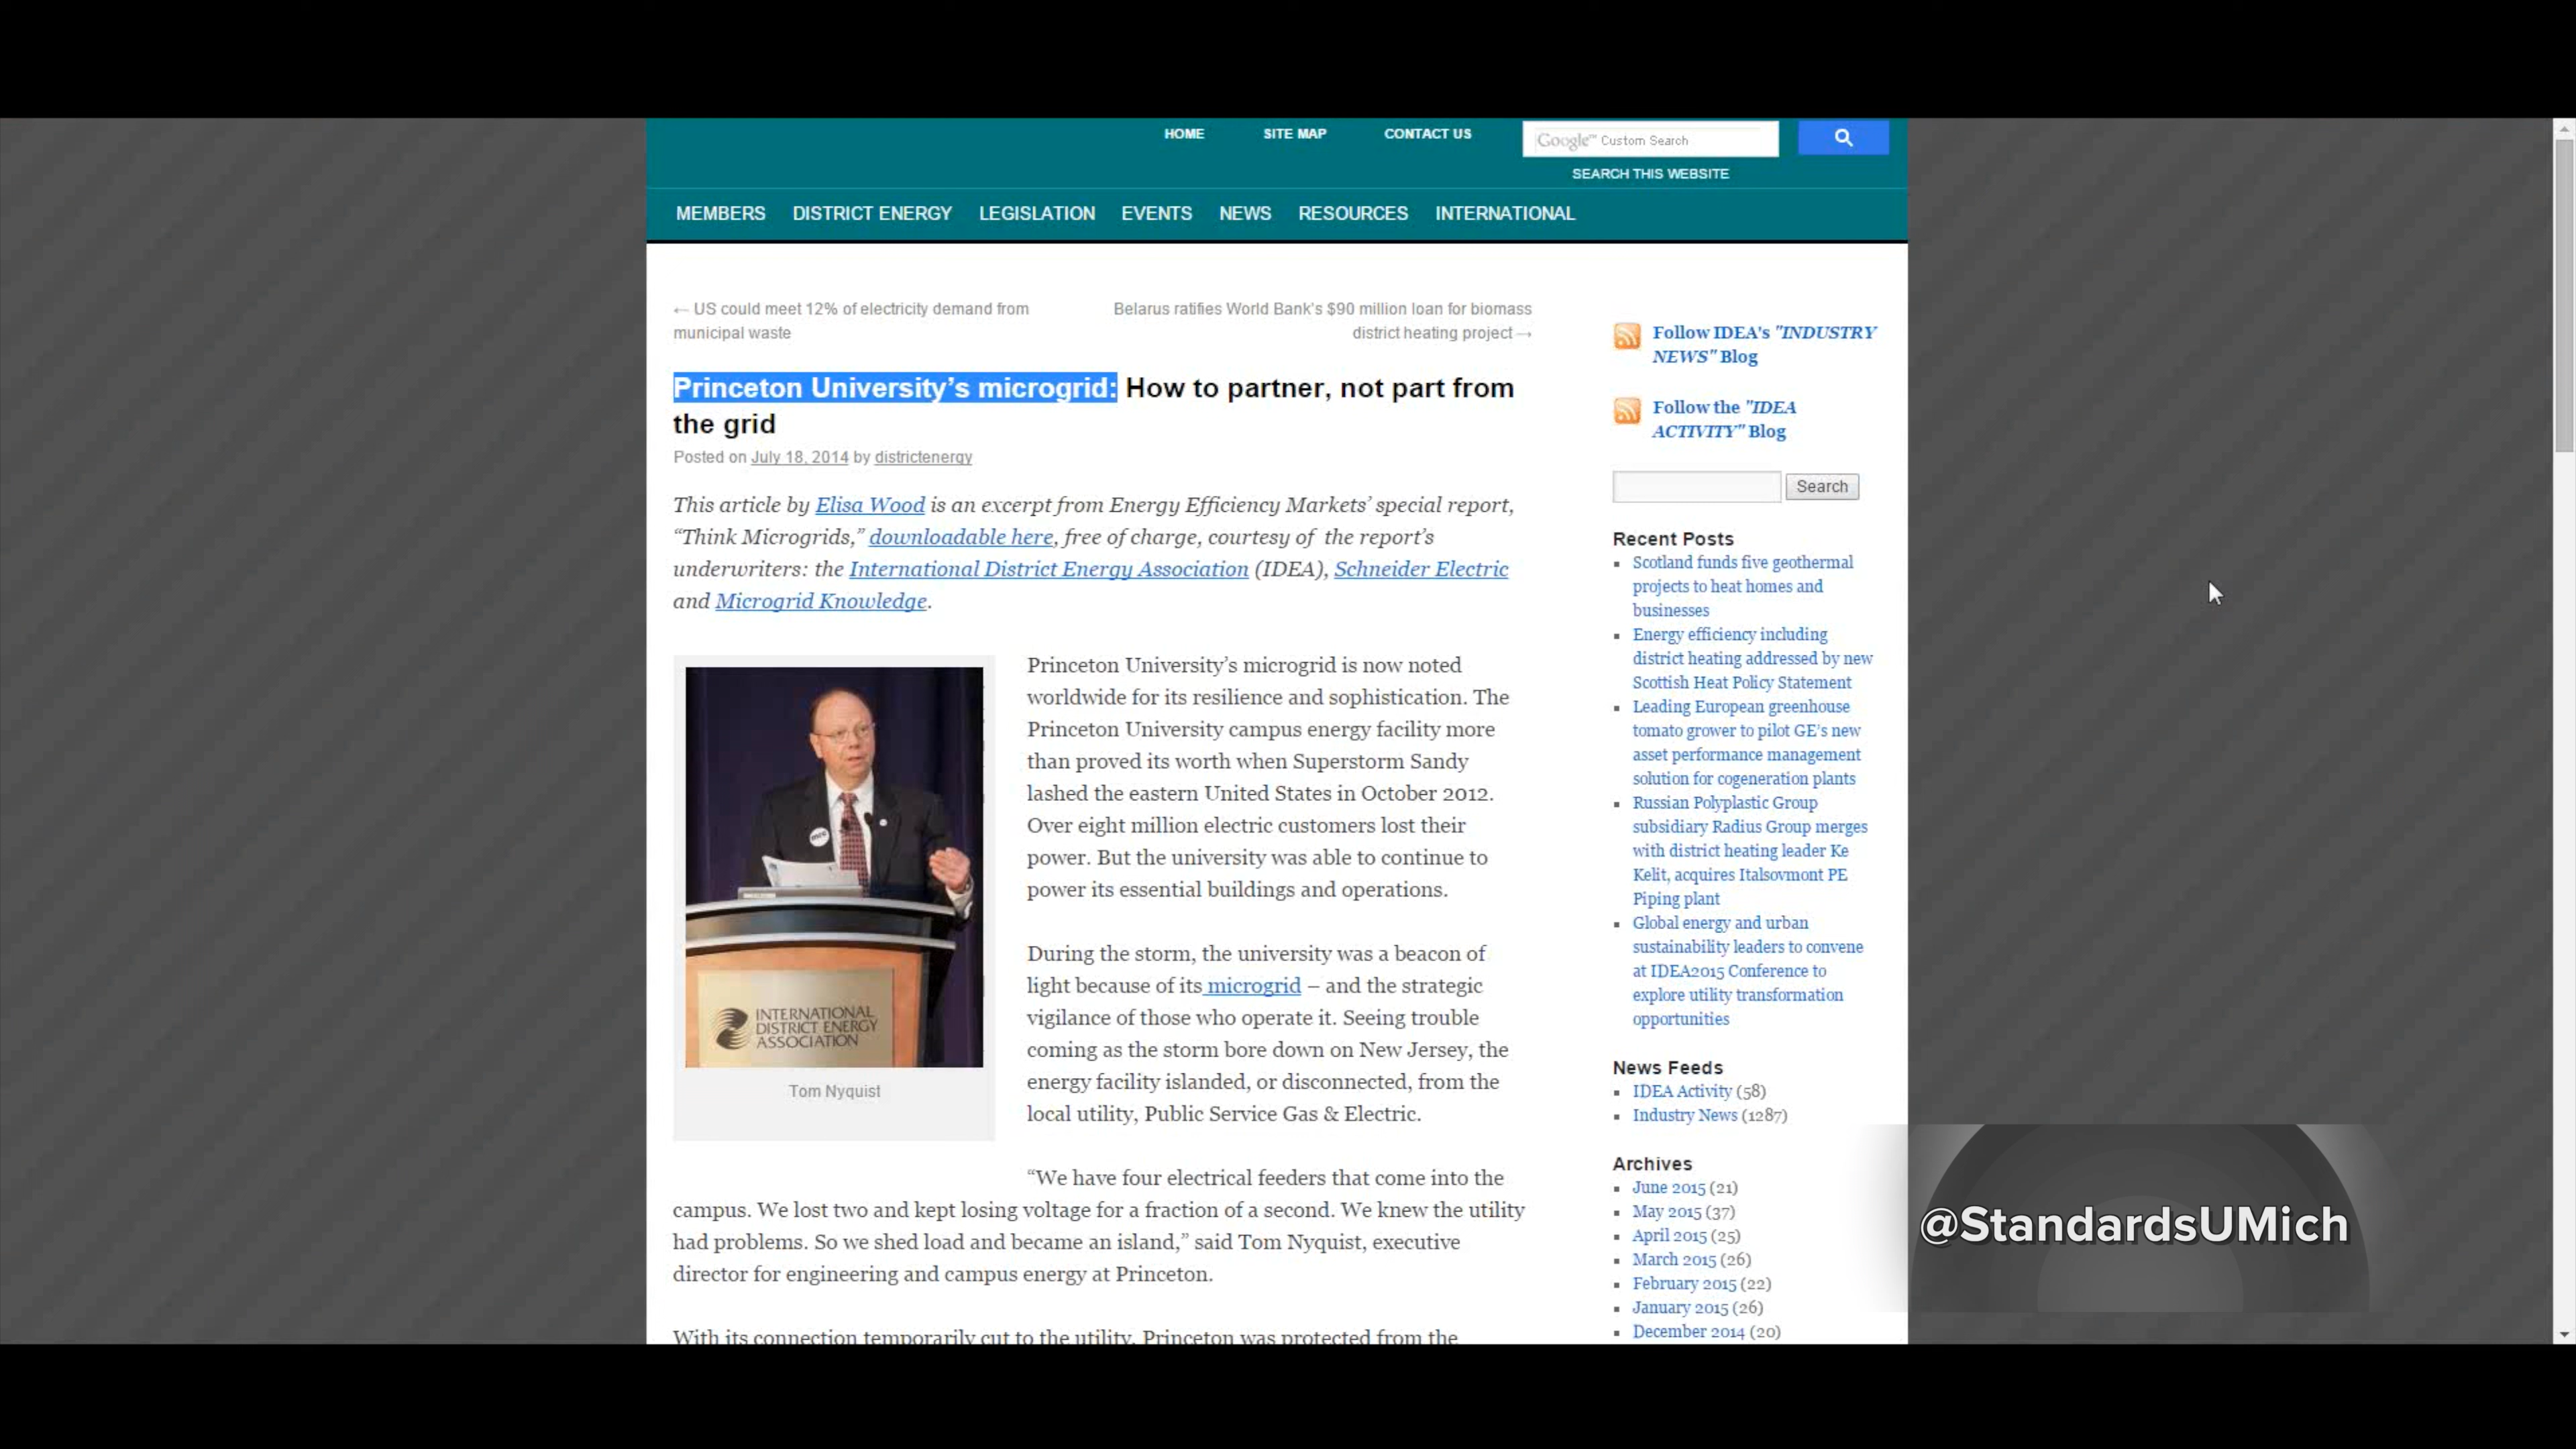 HOME SITE MAP CONTACT US
Google™ Custom Search
SEARCH THIS WEBSITE
MEMBERS DISTRICT ENERGY LEGISLATION EVENTS NEWS RESOURCES INTERNATIONAL
← US could meet 12% of electricity demand from
municipal waste
Belarus ratifies World Bank's $90 million loan for biomass
district heating project →
Princeton University's microgrid: How to partner, not part from
the grid
Posted on July 18, 2014 by districtenergy
This article by Elisa Wood is an excerpt from Energy Efficiency Markets' special report,
"Think Microgrids," downloadable here, free of charge, courtesy of the report's
underwriters: the International District Energy Association (IDEA), Schneider Electric
and Microgrid Knowledge.
INTERNATIONAL
DISTRICT ENERGY
ASSOCIATION
Tom Nyquist
Princeton University's microgrid is now noted
worldwide for its resilience and sophistication. The
Princeton University campus energy facility more
than proved its worth when Superstorm Sandy
lashed the eastern United States in October 2012.
Over eight million electric customers lost their
power. But the university was able to continue to
power its essential buildings and operations.
During the storm, the university was a beacon of
light because of its microgrid – and the strategic
vigilance of those who operate it. Seeing trouble
coming as the storm bore down on New Jersey, the
energy facility islanded, or disconnected, from the
local utility, Public Service Gas & Electric.
"We have four electrical feeders that come into the
campus. We lost two and kept losing voltage for a fraction of a second. We knew the utility
had problems. So we shed load and became an island," said Tom Nyquist, executive
director for engineering and campus energy at Princeton.
With its connection temporarily cut to the utility, Princeton was protected from the
Follow IDEA's "INDUSTRY
NEWS" Blog
Follow the "IDEA
ACTIVITY" Blog
Search
Recent Posts
Scotland funds five geothermal
projects to heat homes and
businesses
Energy efficiency including
district heating addressed by new
Scottish Heat Policy Statement
Leading European greenhouse
tomato grower to pilot GE's new
asset performance management
solution for cogeneration plants
Russian Polyplastic Group
subsidiary Radius Group merges
with district heating leader Ke
Kelit, acquires Italsovmont PE
Piping plant
Global energy and urban
sustainability leaders to convene
at IDEA2015 Conference to
explore utility transformation
opportunities
News Feeds
IDEA Activity (58)
Industry News (1287)
Archives
June 2015 (21)
May 2015 (37)
April 2015 (25)
March 2015 (26)
February 2015 (22)
January 2015 (26)
December 2014 (20)
@StandardsUMich